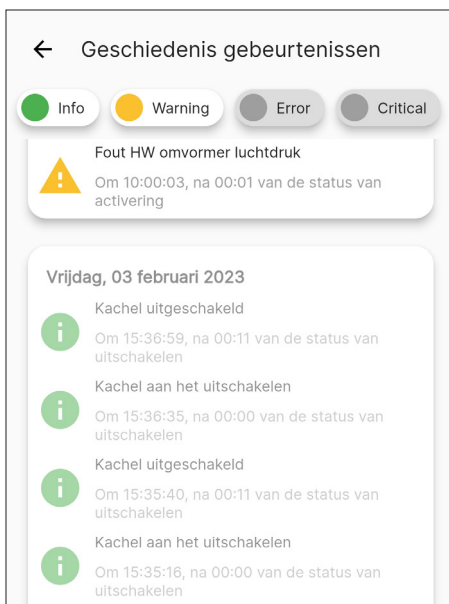 Geschiedenis gebeurtenissen
Info
Warning
Error
Critical
Fout HW omvormer luchtdruk
Om 10:00:03, na 00:01 van de status van
activering
Vrijdag, 03 februari 2023
Kachel uitgeschakeld
Om 15:36:59, na 00:11 van de status van
uitschakelen
Kachel aan het uitschakelen
Om 15:36:35, na 00:00 van de status van
uitschakelen
Kachel uitgeschakeld
Om 15:35:40, na 00:11 van de status van
uitschakelen
Kachel aan het uitschakelen
Om 15:35:16, na 00:00 van de status van
uitschakelen